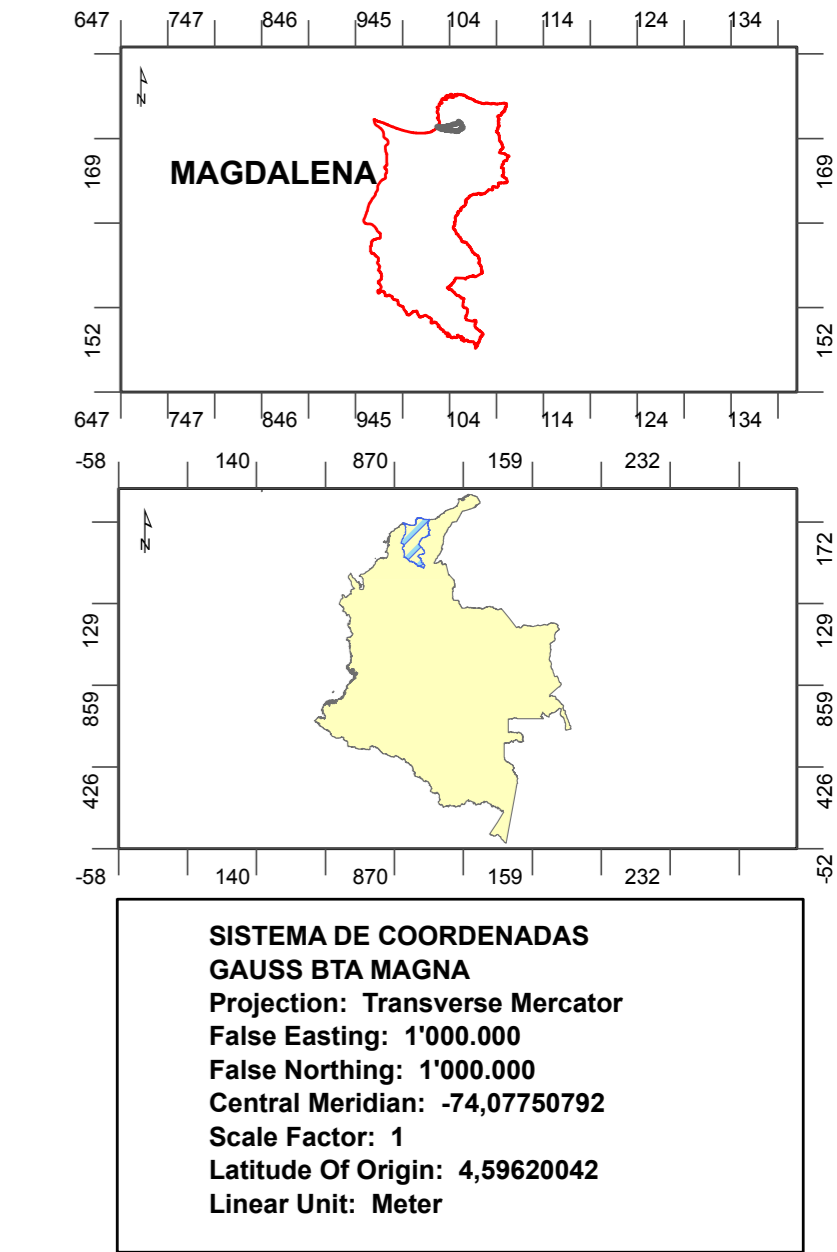 647 747 846 945 104 114 124 134
N
169 169
MAGDALENA
152 152
647 747 846 945 104 114 124 134
-58 140 870 159 232
N
172
129 129
859 859
426 426
-52
-58 140 870 159 232
SISTEMA DE COORDENADAS
GAUSS BTA MAGNA
Projection: Transverse Mercator
False Easting: 1'000.000
False Northing: 1'000.000
Central Meridian: -74,07750792
Scale Factor: 1
Latitude Of Origin: 4,59620042
Linear Unit: Meter